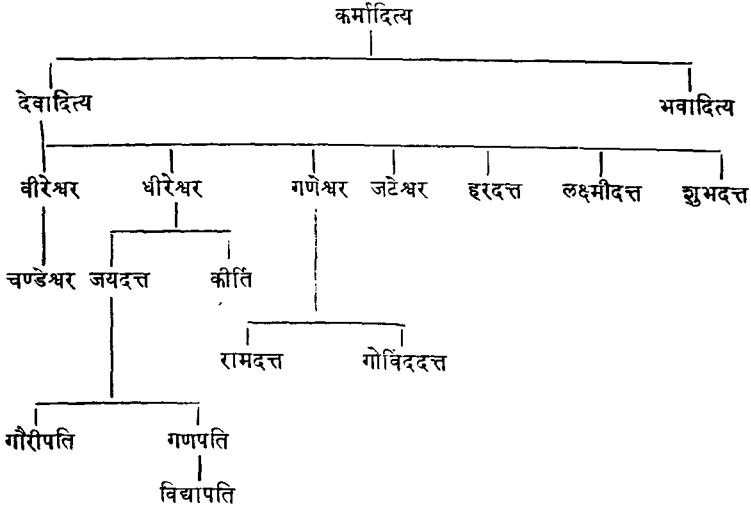 कर्मादित्य
देवादित्य भवादित्य
वीरेश्वर धीरेश्वर गणेश्वर जटेश्वर हरदत्त लक्ष्मीदत्त शुभदत्त
चण्डेश्वर जयदत्त कीर्ति
रामदत्त गोविंददत्त
गौरीपति गणपति
विद्यापति